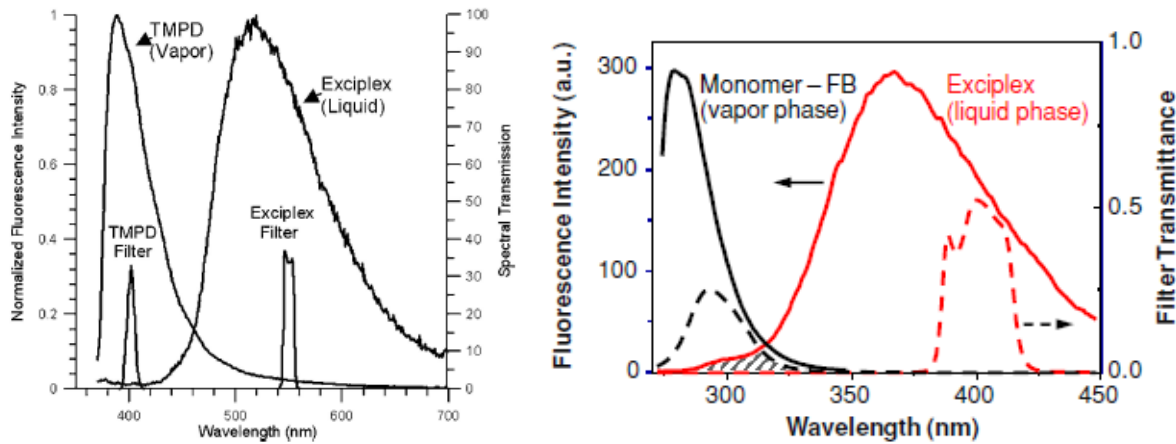 Normalized Fluorescence Intensity
1
0.8
0.6
0.4
0.2
0
TMPD
(Vapor)
Exciplex
(Liquid)
TMPD
Filter
Exciplex
Filter
100
90
80
70
60
50
40
30
20
10
0
Spectral Transmission
400
500
600
700
Wavelength (nm)
Fluorescence Intensity (a.u.)
300
200
100
0
Monomer – FB
(vapor phase)
Exciplex
(liquid phase)
1.0
0.5
0.0
Filter Transmittance
300
350
400
450
Wavelength (nm)